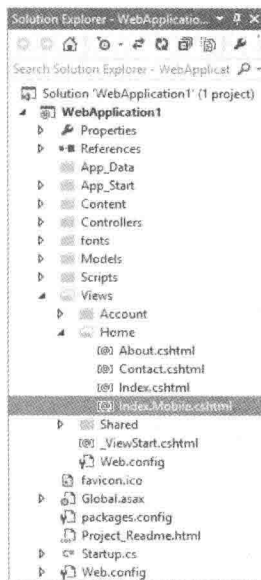 Solution Explorer - WebApplicatio...
Search Solution Explorer - WebApplicat
Solution 'WebApplication1' (1 project)
WebApplication1
Properties
References
App_Data
App_Start
Content
Controllers
fonts
Models
Scripts
Views
Account
Home
About.cshtml
Contact.cshtml
Index.cshtml
Index.Mobile.cshtml
Shared
_ViewStart.cshtml
Web.config
favicon.ico
Global.asax
packages.config
Project_Readme.html
Startup.cs
Web.config